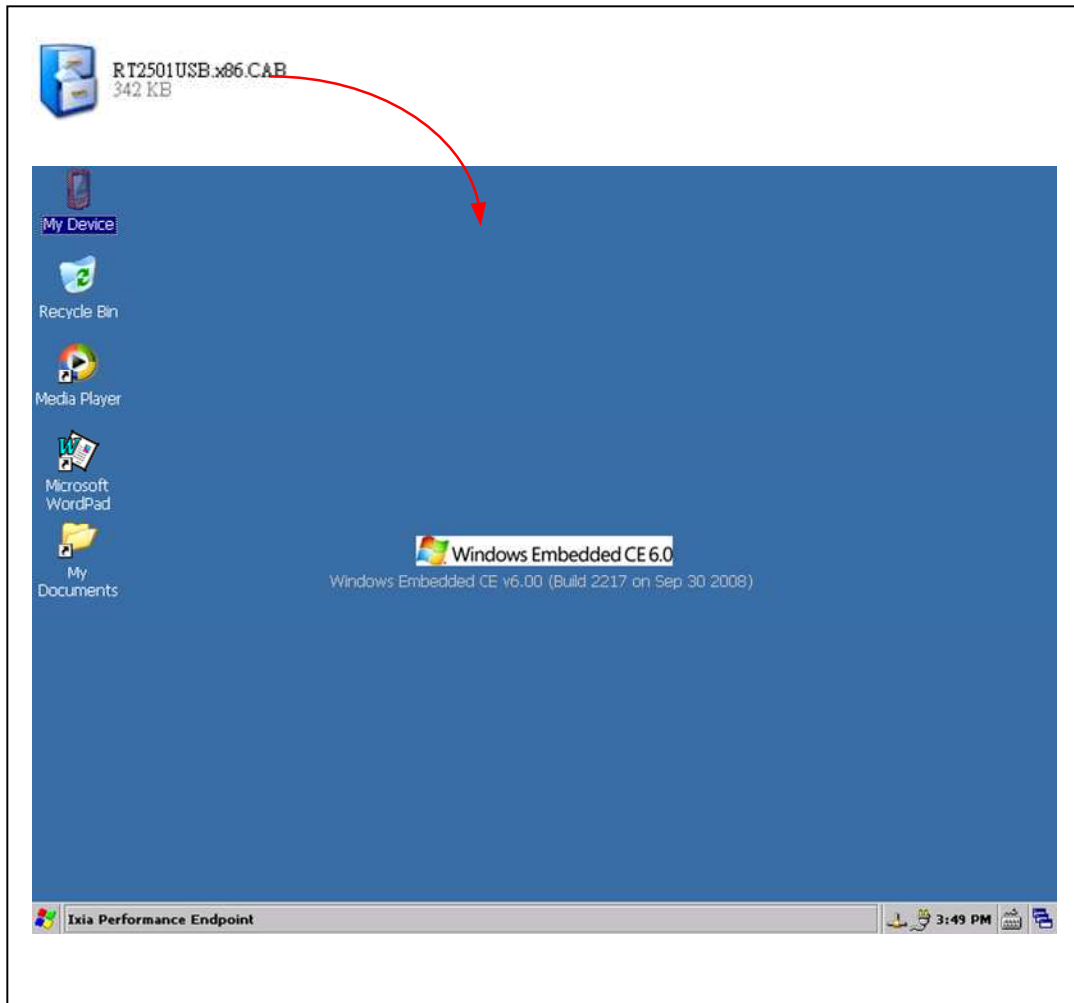 RT2501USB.x86.CAB
342 KB
My Device
Recycle Bin
Media Player
Microsoft
WordPad
My
Documents
Windows Embedded CE 6.0
Windows Embedded CE v6.00 (Build 2217 on Sep 30 2008)
Ixia Performance Endpoint
3:49 PM